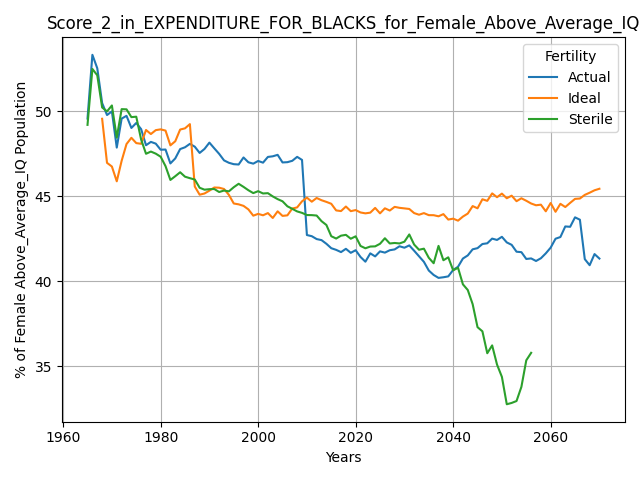 Score_2_in_EXPENDITURE_FOR_BLACKS_for_Female_Above_Average_IQ
% of Female Above_Average_IQ Population
50
45
40
35
Fertility
Actual
Ideal
Sterile
1960
1980
2000
2020
2040
2060
Years